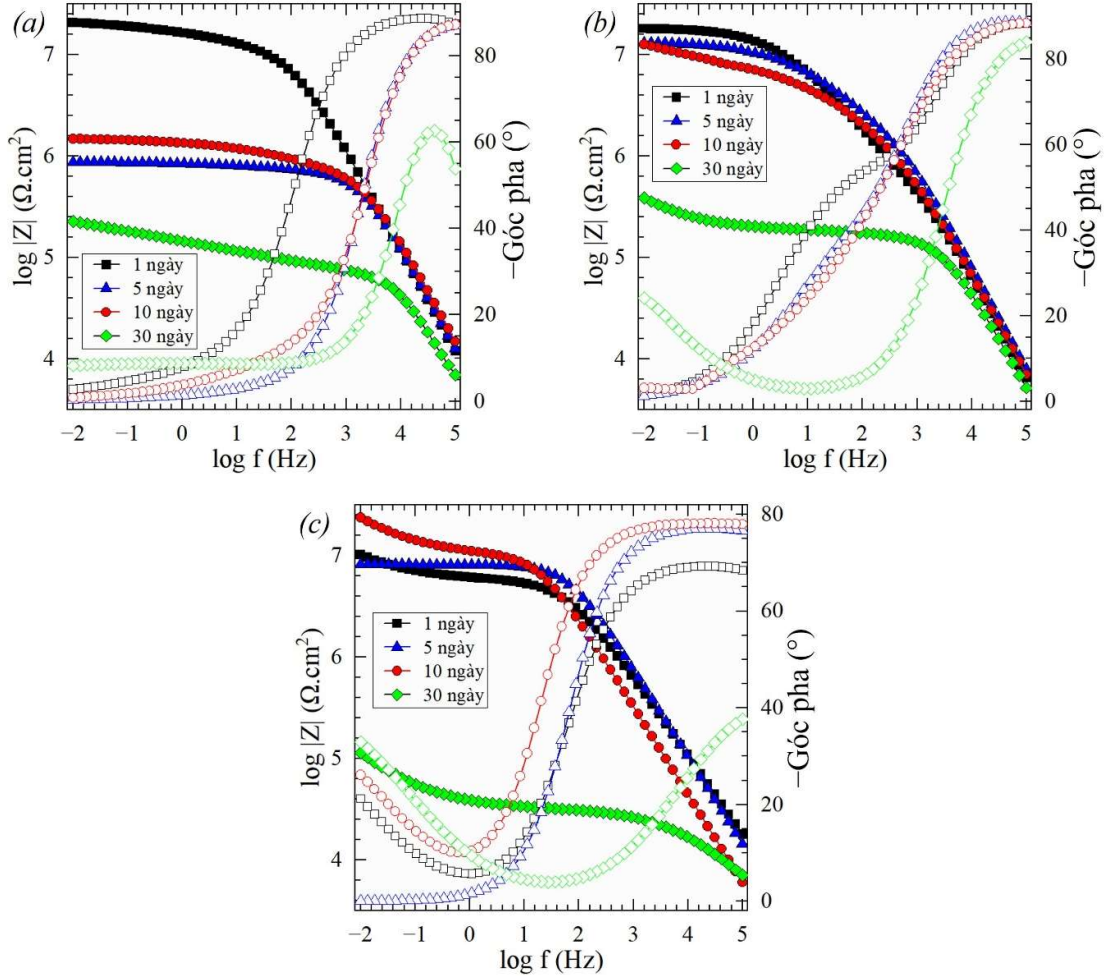 (a)
log |Z| (Ω.cm²)
7
6
5
4
1 ngày
5 ngày
10 ngày
30 ngày
80
60
40
20
0
−Góc pha (°)
−2 −1 0 1 2 3 4 5
log f (Hz)
(b)
log |Z| (Ω.cm²)
7
6
5
4
1 ngày
5 ngày
10 ngày
30 ngày
80
60
40
20
0
−Góc pha (°)
−2 −1 0 1 2 3 4 5
log f (Hz)
(c)
log |Z| (Ω.cm²)
7
6
5
4
1 ngày
5 ngày
10 ngày
30 ngày
80
60
40
20
0
−Góc pha (°)
−2 −1 0 1 2 3 4 5
log f (Hz)